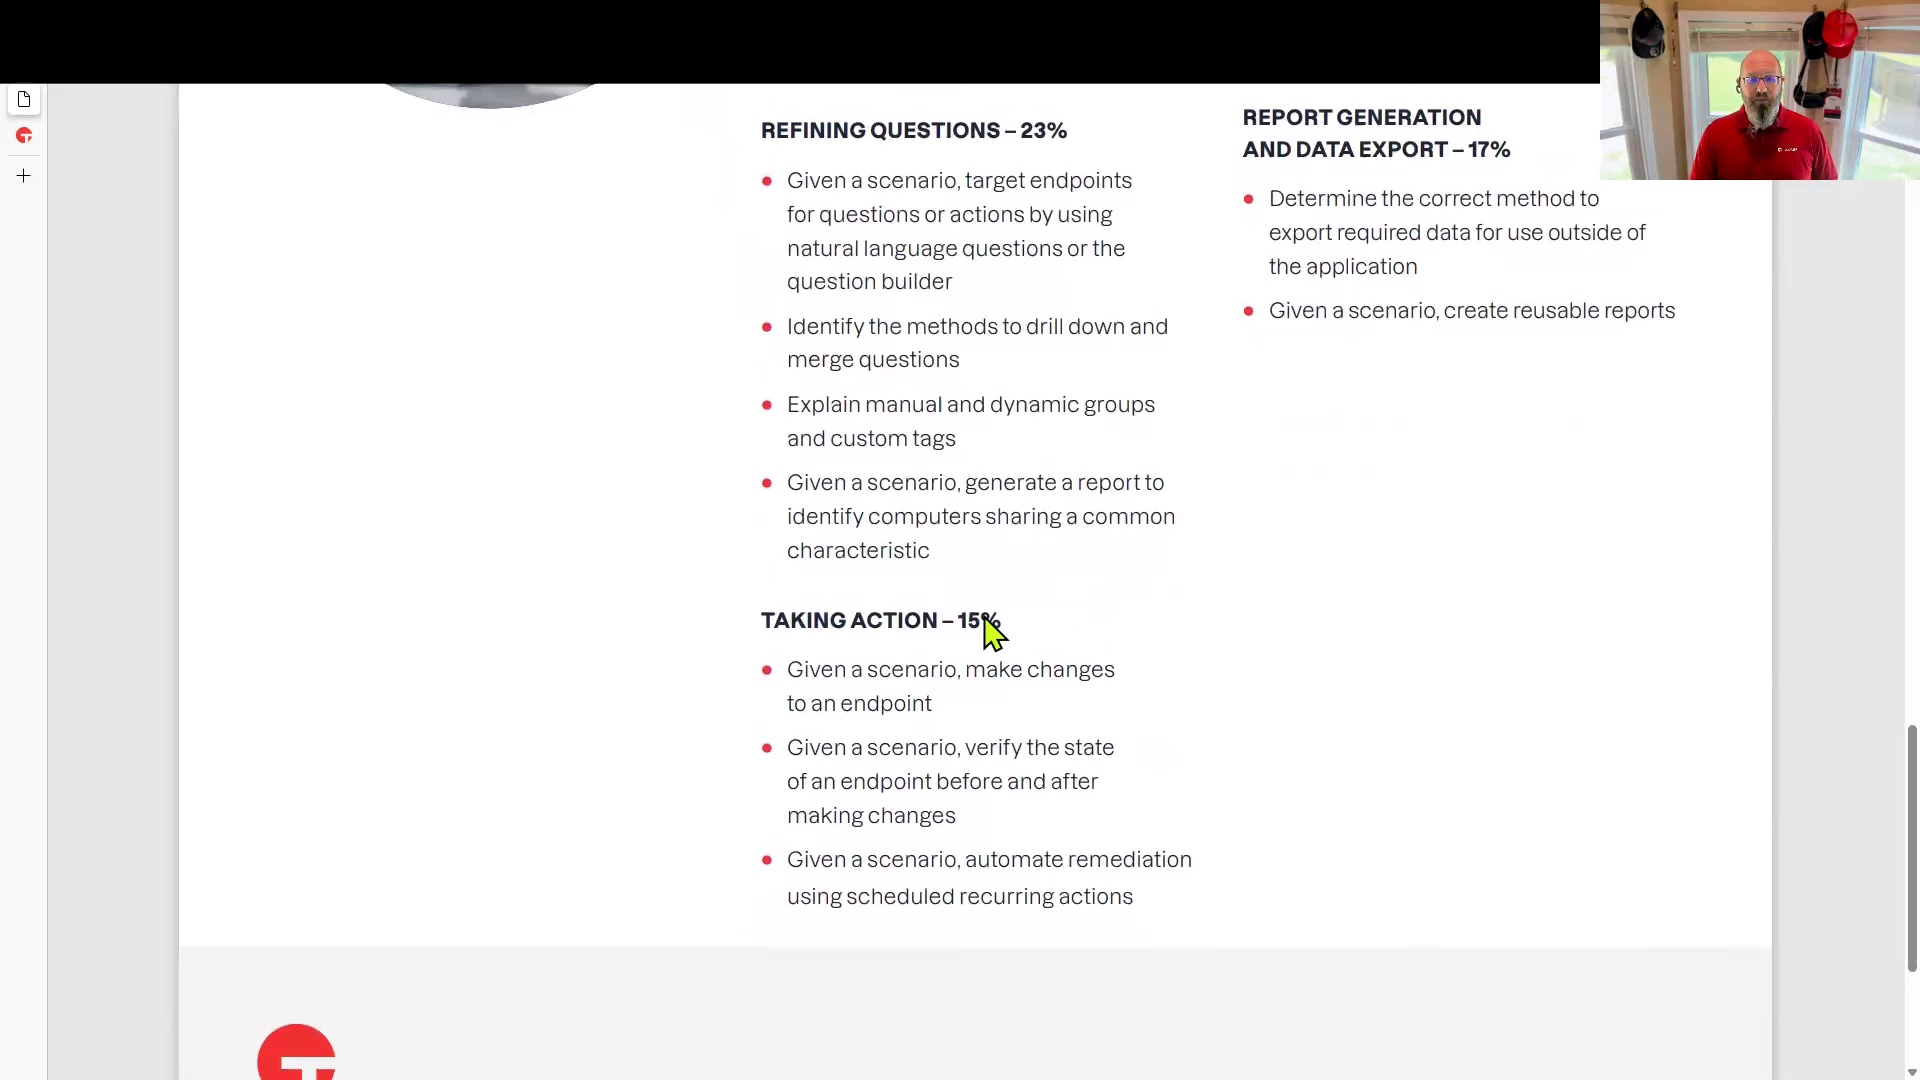 REFINING QUESTIONS – 23%
• Given a scenario, target endpoints
for questions or actions by using
natural language questions or the
question builder
• Identify the methods to drill down and
merge questions
• Explain manual and dynamic groups
and custom tags
• Given a scenario, generate a report to
identify computers sharing a common
characteristic
TAKING ACTION – 15%
• Given a scenario, make changes
to an endpoint
• Given a scenario, verify the state
of an endpoint before and after
making changes
• Given a scenario, automate remediation
using scheduled recurring actions
REPORT GENERATION
AND DATA EXPORT – 17%
• Determine the correct method to
export required data for use outside of
the application
• Given a scenario, create reusable reports